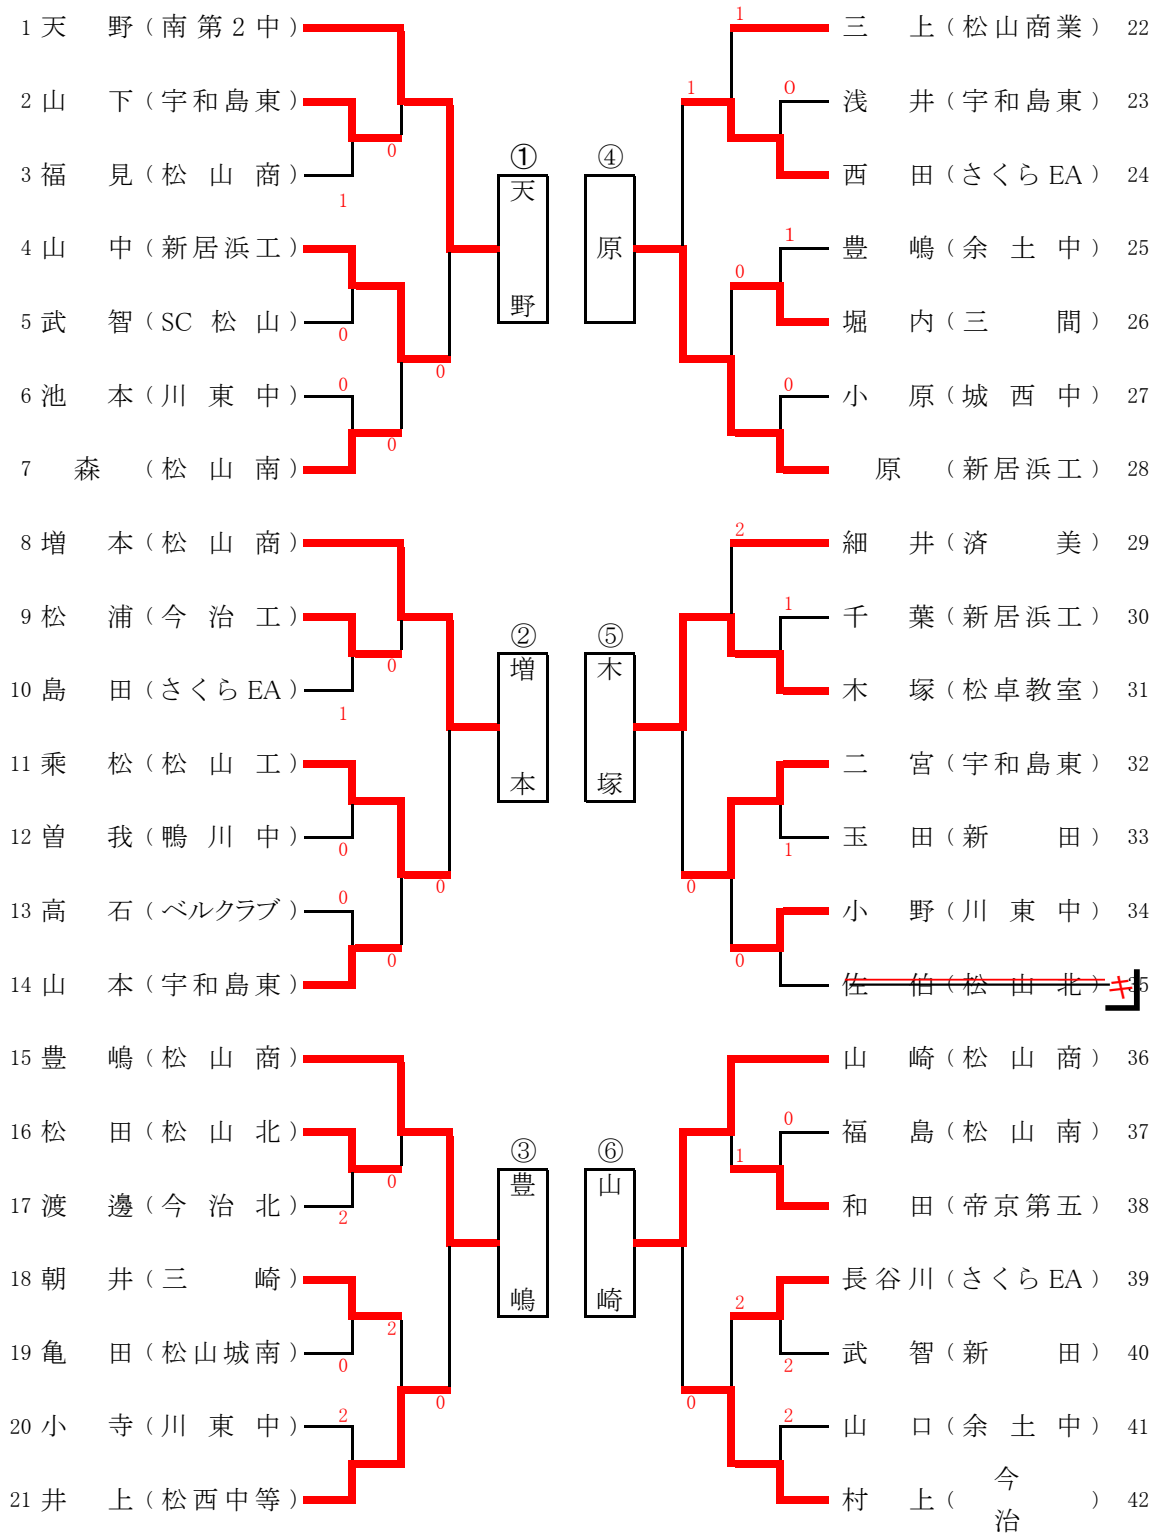 1 天 野 (南第2中)
2 山 下 (宇和島東)
0
3 福 見 (松 山 商)
1
4 山 中 (新居浜工)
5 武 智 (SC 松 山)
0
0
6 池 本 (川 東 中)
0
0
7 森 (松山南)
① 天 野
8 増 本 (松 山 商)
9 松 浦 (今 治 工)
0
10 島 田 (さくら EA)
1
11 乗 松 (松 山 工)
12 曽 我 (鴨 川 中)
0
0
13 高 石 (ベルクラブ)
0
0
14 山 本 (宇和島東)
② 増 本
15 豊 嶋 (松 山 商)
16 松 田 (松 山 北)
0
17 渡 邊 (今 治 北)
2
18 朝 井 (三 崎)
2
19 亀 田 (松山城南)
0
0
20 小 寺 (川 東 中)
2
21 井 上 (松西中等)
③ 豊 嶋
1
三 上 (松山商業) 22
1
0
浅 井 (宇和島東) 23
西 田 (さくら EA) 24
1
豊 嶋 (余 土 中) 25
0
堀 内 (三 間) 26
0
小 原 (城 西 中) 27
原 (新居浜工) 28
④ 原
2
細 井 (済 美) 29
1
千 葉 (新居浜工) 30
木 塚 (松卓教室) 31
二 宮 (宇和島東) 32
玉 田 (新 田) 33
1
0
小 野 (川 東 中) 34
0
佐 伯 (松 山 北) 35
キ
⑤ 木 塚
山 崎 (松 山 商) 36
0
福 島 (松 山 南) 37
1
和 田 (帝京第五) 38
長谷川 (さくら EA) 39
2
武 智 (新 田) 40
2
0
2
山 口 (余 土 中) 41
村 上 (今治) 42
⑥ 山 崎